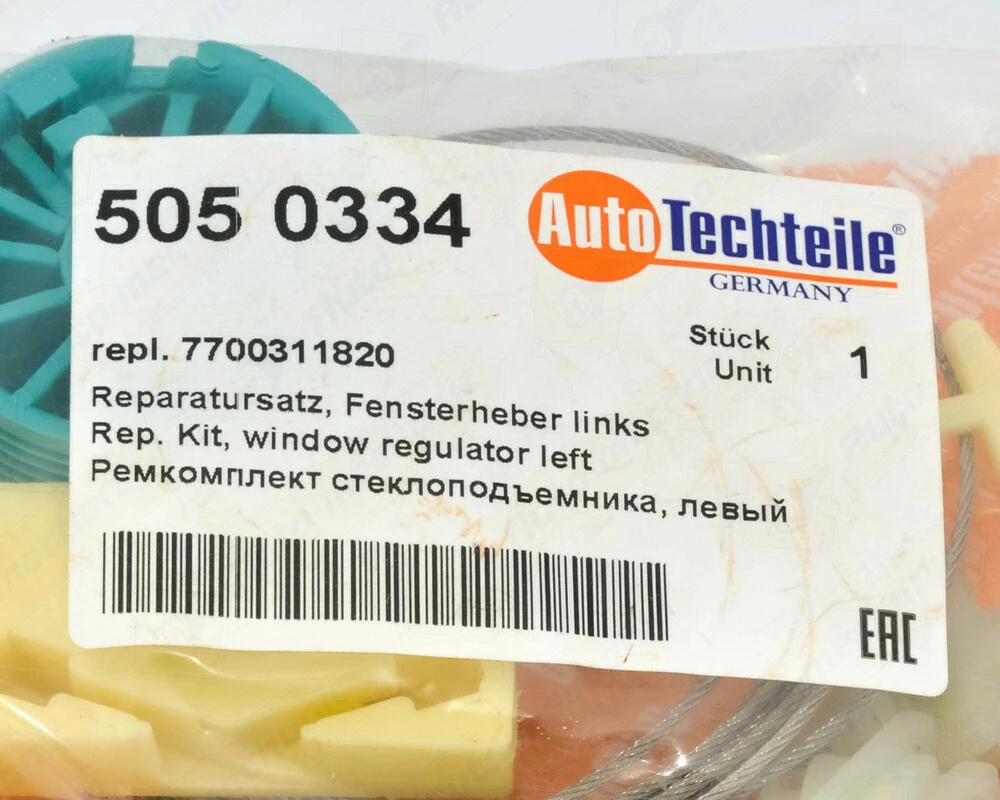 505 0334
AutoTechteile®
GERMANY
repl. 7700311820
Stück
Unit
1
Reparatursatz, Fensterheber links
Rep. Kit, window regulator left
Ремкомплект стеклоподъемника, левый
EAC